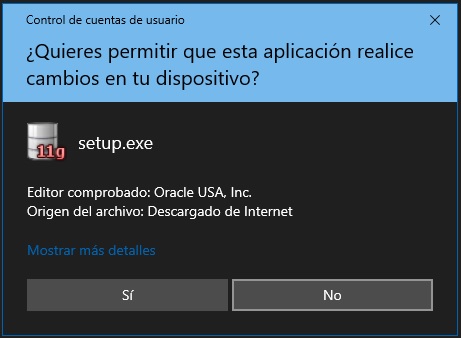 Control de cuentas de usuario
¿Quieres permitir que esta aplicación realice
cambios en tu dispositivo?
11g
setup.exe
Editor comprobado: Oracle USA, Inc.
Origen del archivo: Descargado de Internet
Mostrar más detalles
Sí
No